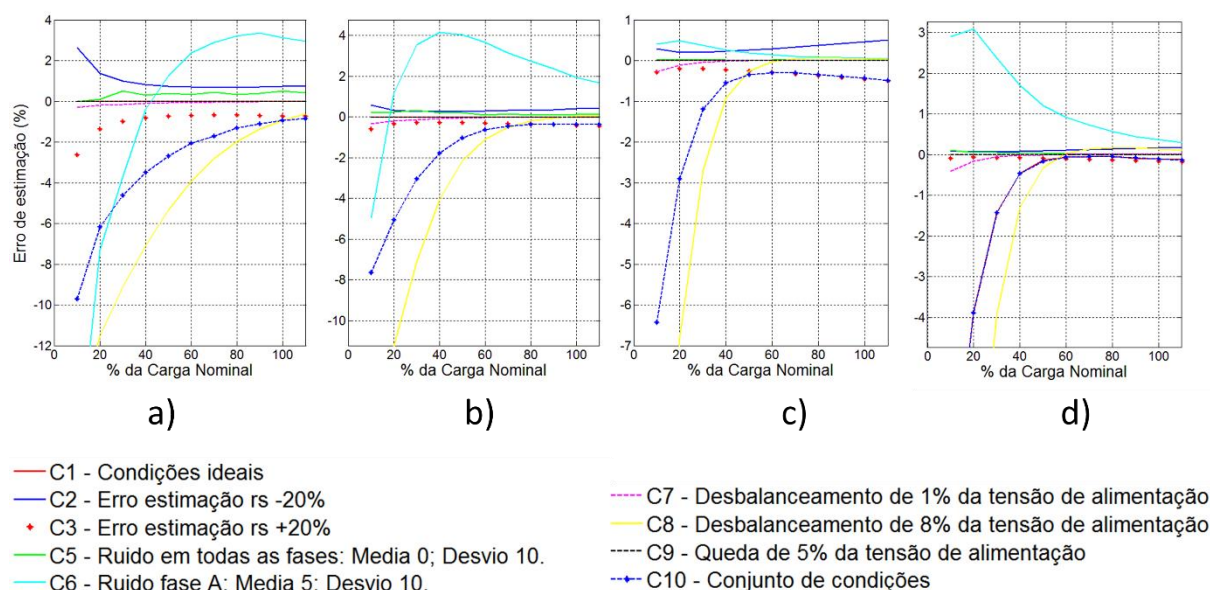 Erro de estimação (%)
4
2
0
-2
-4
-6
-8
-10
-12
0 20 40 60 80 100
% da Carga Nominal
a)
4
2
0
-2
-4
-6
-8
-10
0 20 40 60 80 100
% da Carga Nominal
b)
1
0
-1
-2
-3
-4
-5
-6
-7
0 20 40 60 80 100
% da Carga Nominal
c)
3
2
1
0
-1
-2
-3
-4
0 20 40 60 80 100
% da Carga Nominal
d)
C1 - Condições ideais
C2 - Erro estimação rs -20%
C3 - Erro estimação rs +20%
C5 - Ruido em todas as fases: Media 0; Desvio 10.
C6 - Ruido fase A: Media 5; Desvio 10.
C7 - Desbalanceamento de 1% da tensão de alimentação
C8 - Desbalanceamento de 8% da tensão de alimentação
C9 - Queda de 5% da tensão de alimentação
C10 - Conjunto de condições